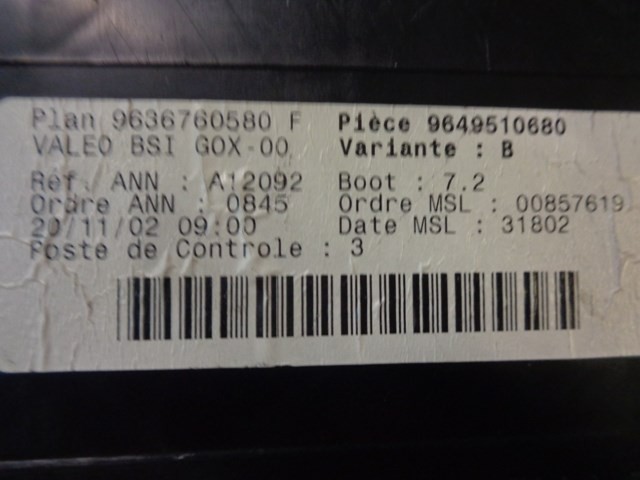 Plan 9636760580 F Pièce 9649510680
VALEO BSI GOX-00 Variante : B
Réf. ANN : A12092 Boot : 7.2
Ordre ANN : 0845 Ordre MSL : 00857619
20/11/02 09:00 Date MSL : 31802
Poste de Controle : 3